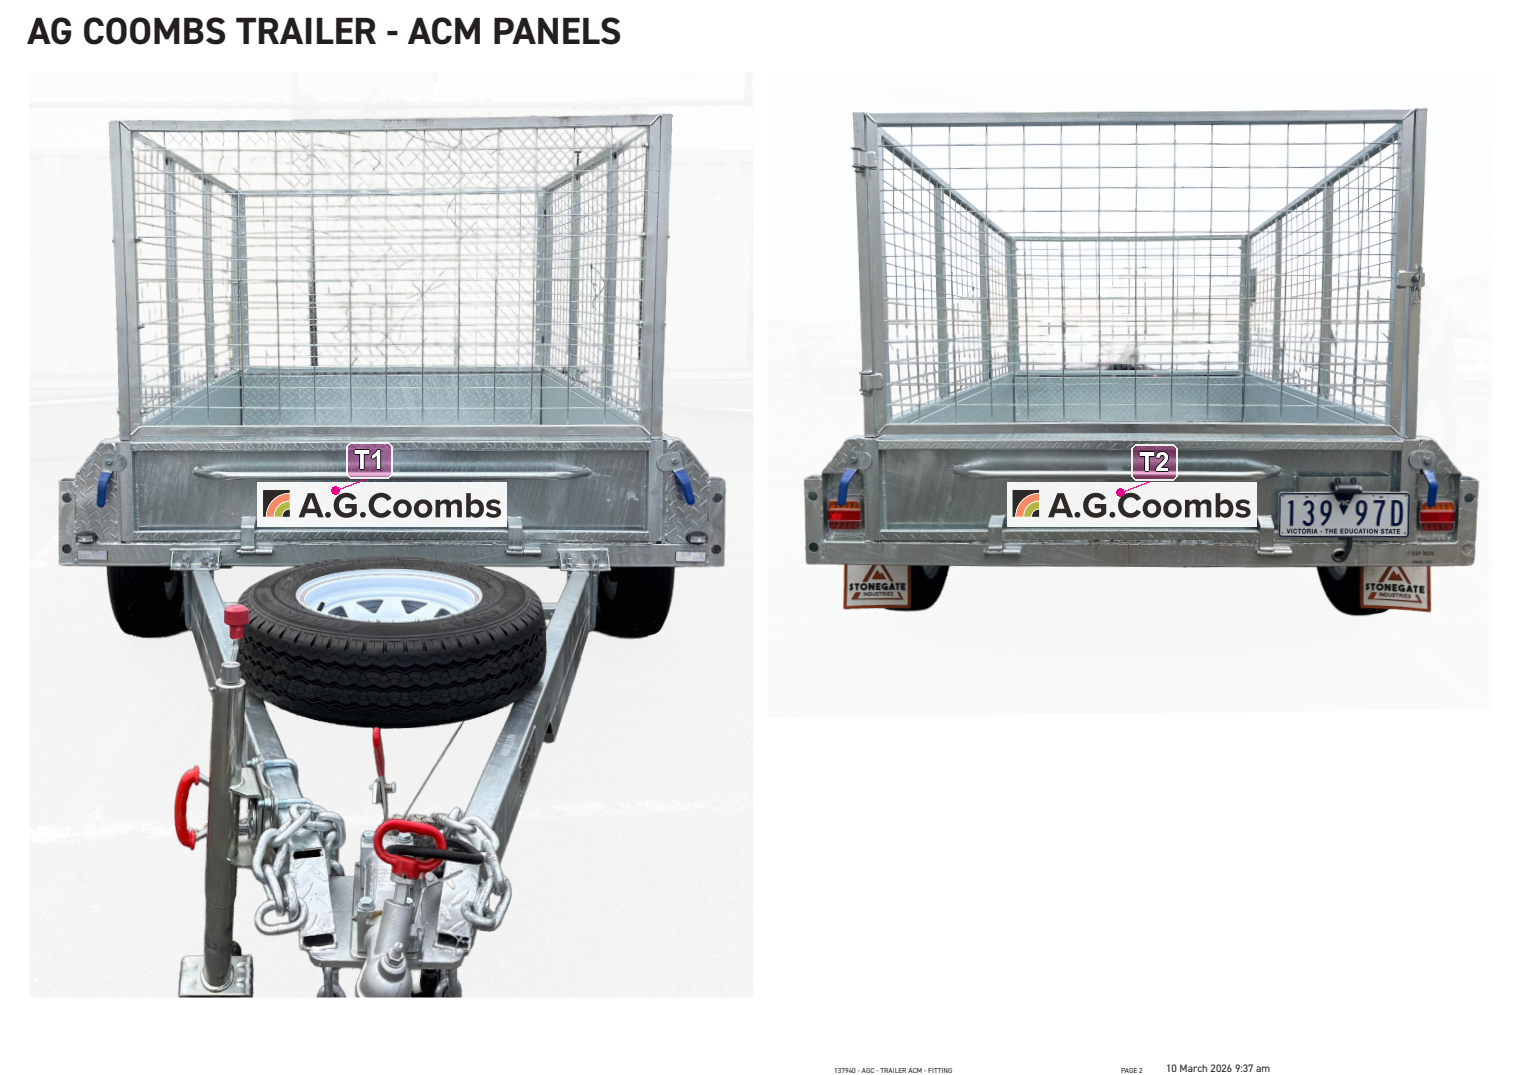 AG COOMBS TRAILER - ACM PANELS
T1
A.G.Coombs
T2
A.G.Coombs
139 97D
VICTORIA - THE EDUCATION STATE
STONEGATE
INDUSTRIES
STONEGATE
INDUSTRIES
137940 - AGC - TRAILER ACM - FITTING
PAGE 2
10 March 2026 9:37 am